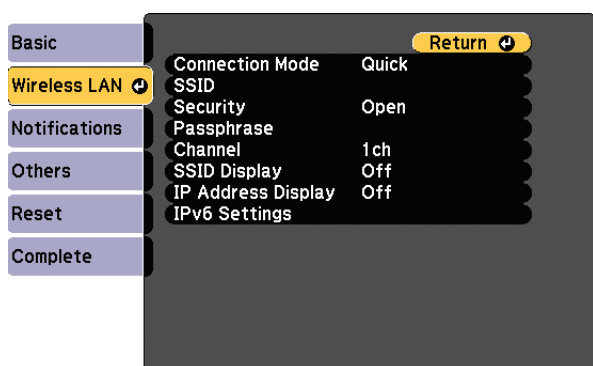 Basic
Wireless LAN
Notifications
Others
Reset
Complete
Return
Connection Mode Quick
SSID
Security Open
Passphrase
Channel 1ch
SSID Display Off
IP Address Display Off
IPv6 Settings